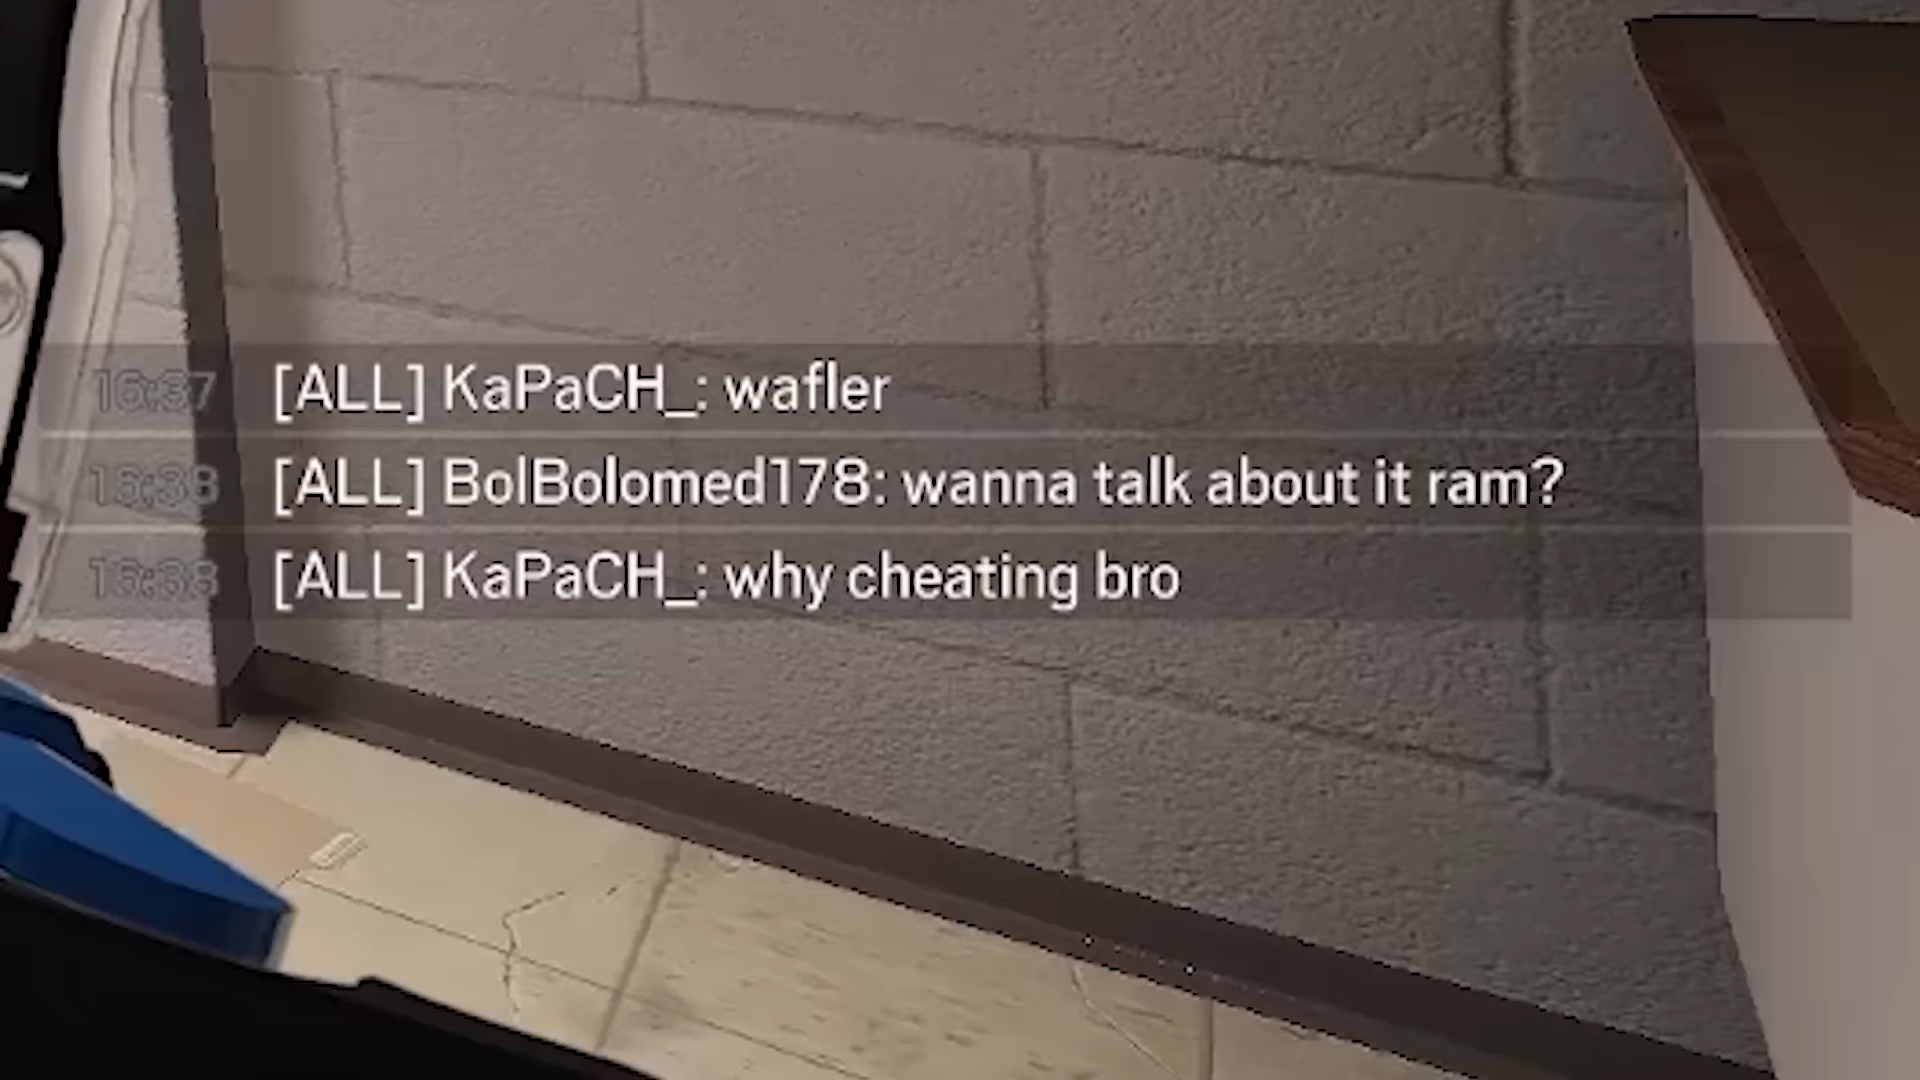 16:37 [ALL] KaPaCH_: wafler
16:38 [ALL] BolBolomed178: wanna talk about it ram?
16:38 [ALL] KaPaCH_: why cheating bro